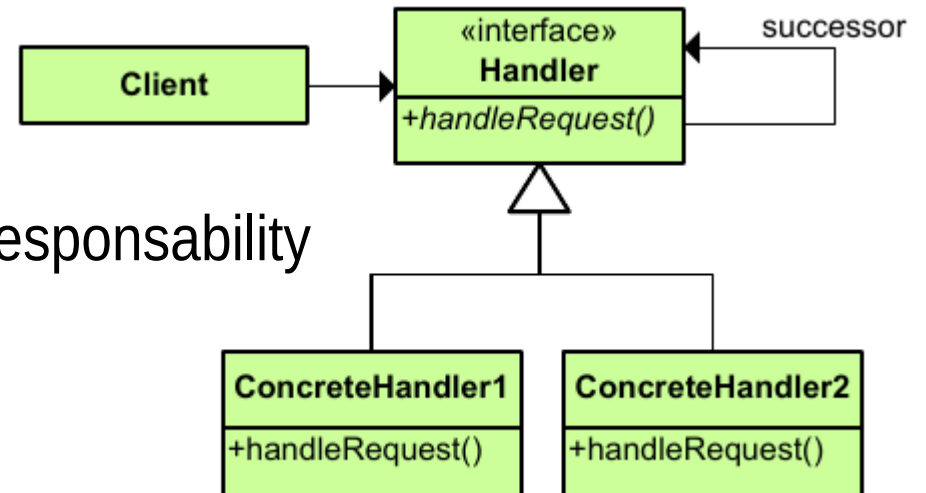 «interface»
Handler
successor
Client
+handleRequest()
esponsability
ConcreteHandler1
ConcreteHandler2
+handleRequest()
+handleRequest()